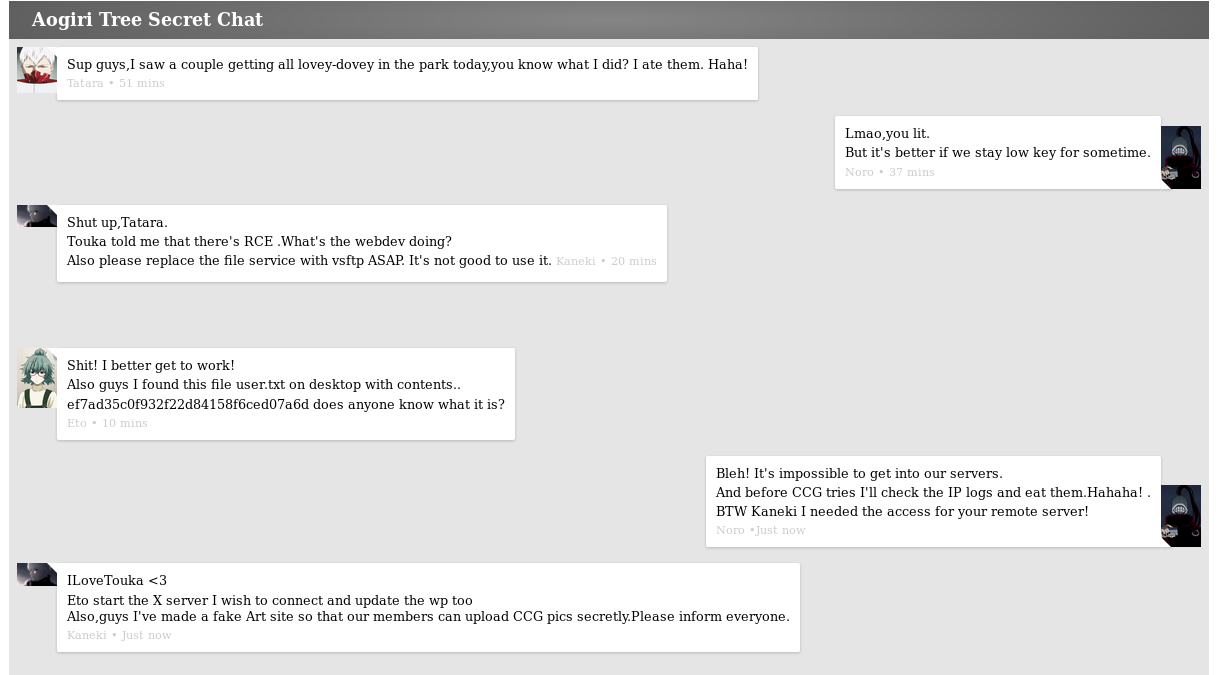 Aogiri Tree Secret Chat
Sup guys,I saw a couple getting all lovey-dovey in the park today,you know what I did? I ate them. Haha!
Tatara • 51 mins
Lmao,you lit.
But it's better if we stay low key for sometime.
Noro • 37 mins
Shut up,Tatara.
Touka told me that there's RCE .What's the webdev doing?
Also please replace the file service with vsftp ASAP. It's not good to use it. Kaneki • 20 mins
Shit! I better get to work!
Also guys I found this file user.txt on desktop with contents..
ef7ad35c0f932f22d84158f6ced07a6d does anyone know what it is?
Eto • 10 mins
Bleh! It's impossible to get into our servers.
And before CCG tries I'll check the IP logs and eat them.Hahaha! .
BTW Kaneki I needed the access for your remote server!
Noro •Just now
ILoveTouka <3
Eto start the X server I wish to connect and update the wp too
Also,guys I've made a fake Art site so that our members can upload CCG pics secretly.Please inform everyone.
Kaneki • Just now